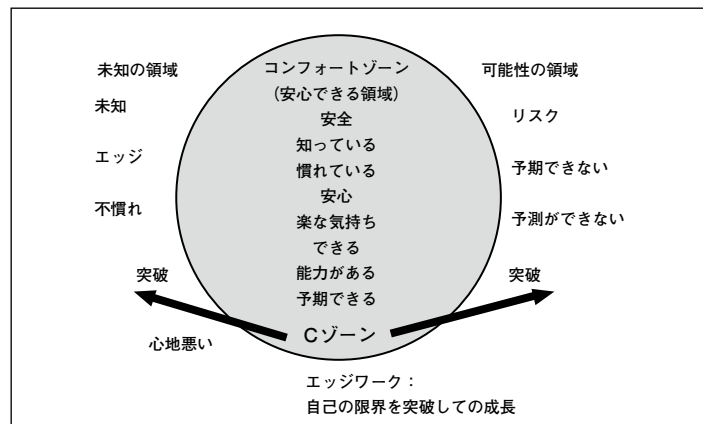 未知の領域
未知
エッジ
不慣れ
突破
心地悪い
コンフォートゾーン
(安心できる領域)
安全
知っている
慣れている
安心
楽な気持ち
できる
能力がある
予期できる
Cゾーン
可能性の領域
リスク
予期できない
予測ができない
突破
エッジワーク：
自己の限界を突破しての成長